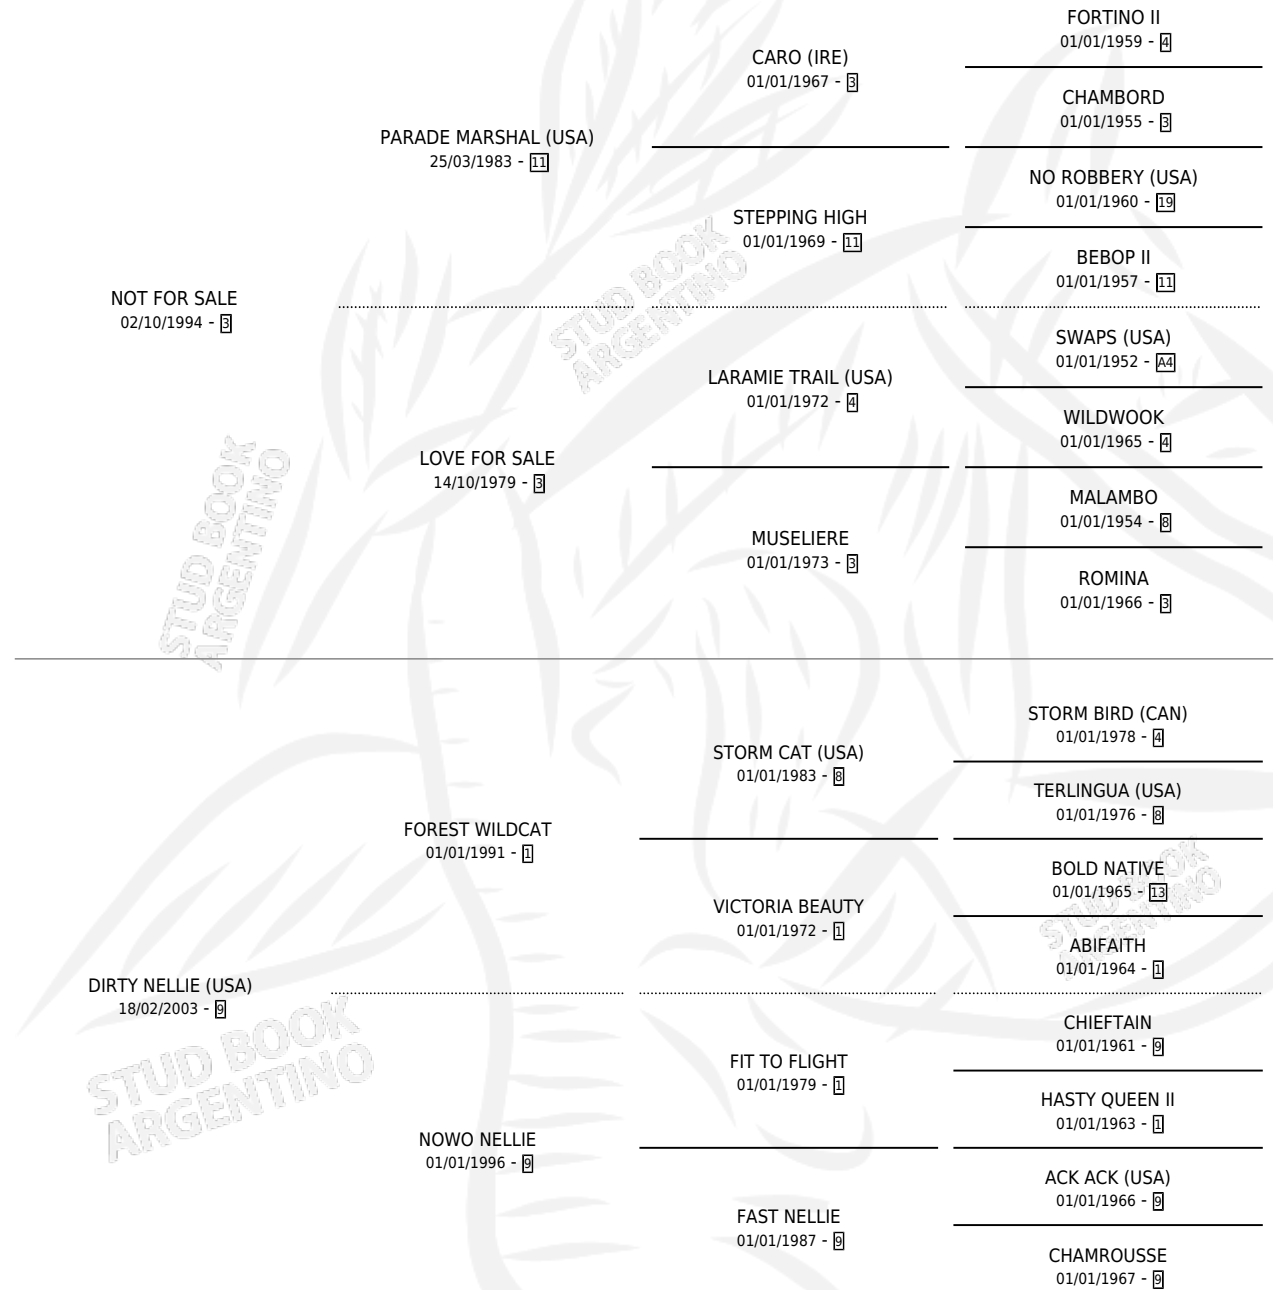 FORTINO II
01/01/1959 - 4
CARO (IRE)
01/01/1967 - 3
CHAMBORD
01/01/1955 - 3
PARADE MARSHAL (USA)
25/03/1983 - 11
NO ROBBERY (USA)
01/01/1960 - 19
STEPPING HIGH
01/01/1969 - 11
BEBOP II
01/01/1957 - 11
NOT FOR SALE
02/10/1994 - 3
SWAPS (USA)
01/01/1952 - A4
LARAMIE TRAIL (USA)
01/01/1972 - 4
WILDWOOK
01/01/1965 - 4
LOVE FOR SALE
14/10/1979 - 3
MALAMBO
01/01/1954 - 8
MUSELIERE
01/01/1973 - 3
ROMINA
01/01/1966 - 3
STORM BIRD (CAN)
01/01/1978 - 4
STORM CAT (USA)
01/01/1983 - 8
TERLINGUA (USA)
01/01/1976 - 8
FOREST WILDCAT
01/01/1991 - 1
BOLD NATIVE
01/01/1965 - 13
VICTORIA BEAUTY
01/01/1972 - 1
ABIFAITH
01/01/1964 - 1
DIRTY NELLIE (USA)
18/02/2003 - 9
CHIEFTAIN
01/01/1961 - 9
FIT TO FLIGHT
01/01/1979 - 1
HASTY QUEEN II
01/01/1963 - 1
NOWO NELLIE
01/01/1996 - 9
ACK ACK (USA)
01/01/1966 - 9
FAST NELLIE
01/01/1987 - 9
CHAMROUSSE
01/01/1967 - 9
STUD BOOK
ARGENTINO
STUD BOOK
ARGENTINO
STUD BOOK
ARGENTINO
STUD BOOK
ARGENTINO